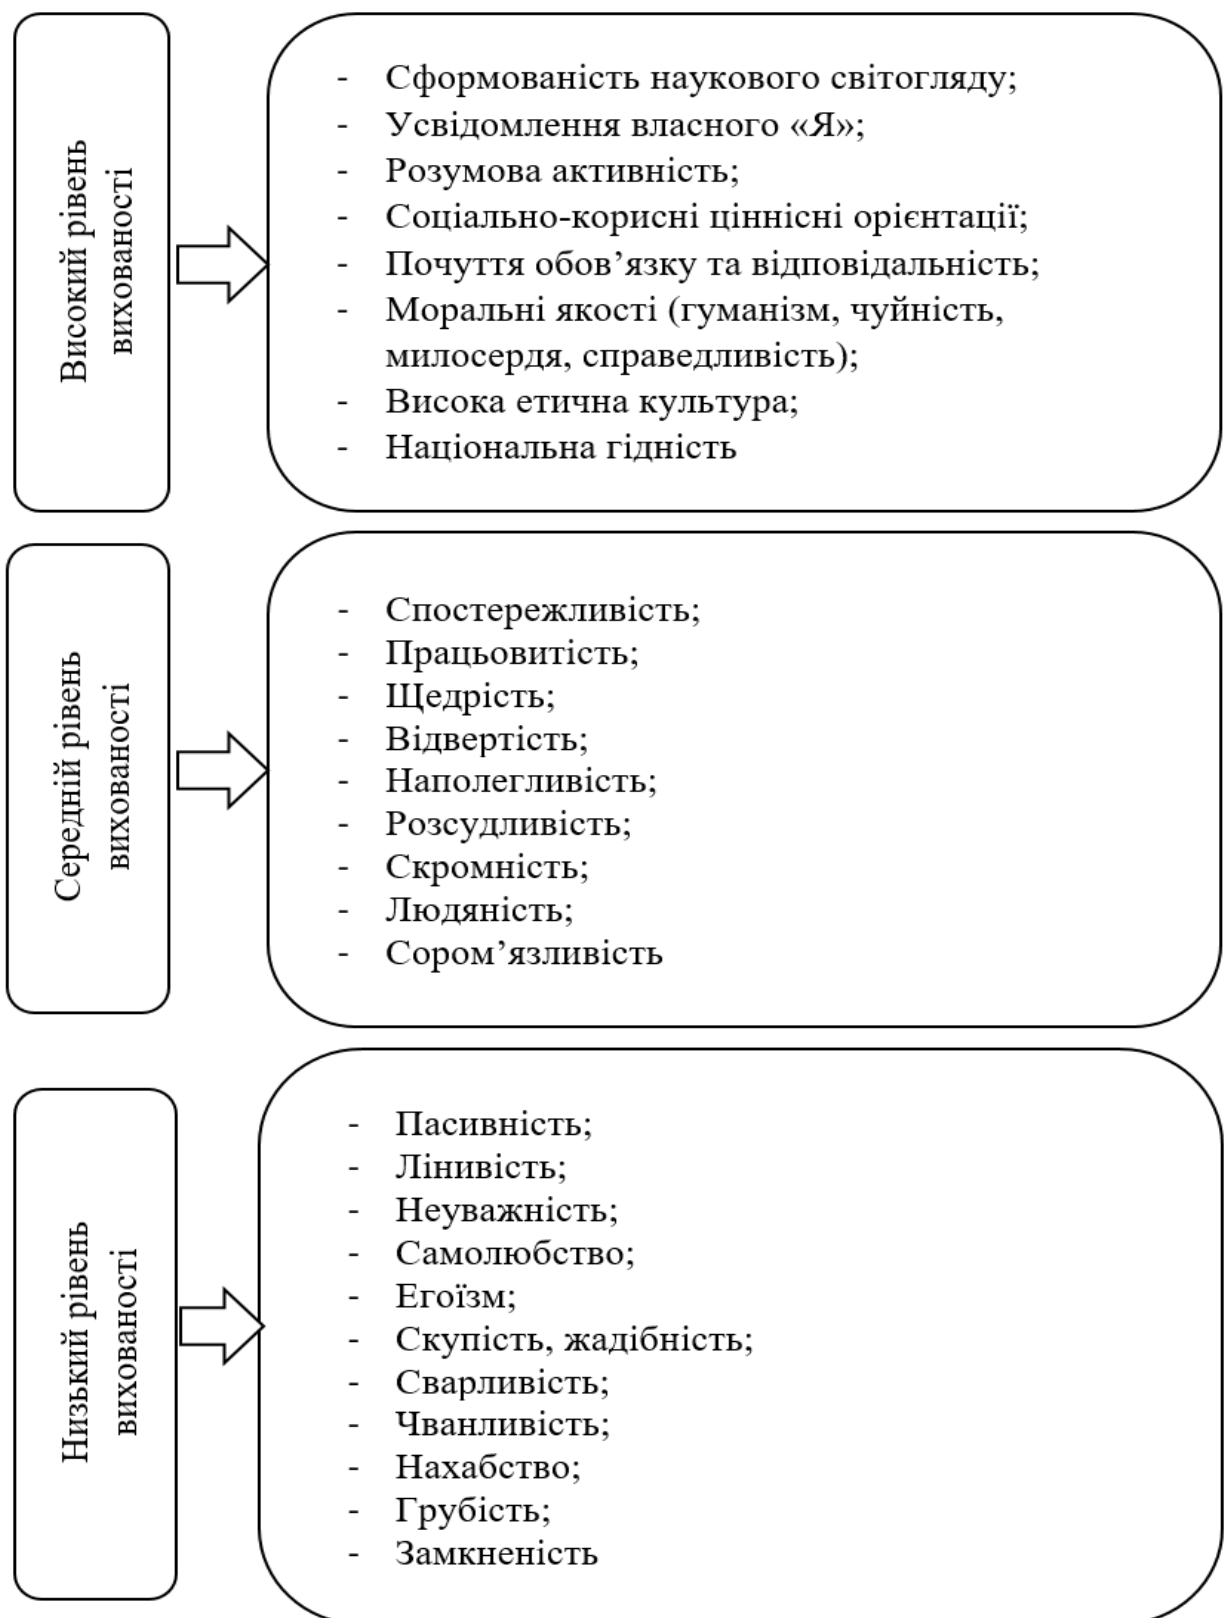 Високий рівень
вихованості
- Сформованість наукового світогляду;
- Усвідомлення власного «Я»;
- Розумова активність;
- Соціально-корисні ціннісні орієнтації;
- Почуття обов’язку та відповідальність;
- Моральні якості (гуманізм, чуйність,
милосердя, справедливість);
- Висока етична культура;
- Національна гідність
Середній рівень
вихованості
- Спостережливість;
- Працьовитість;
- Щедрість;
- Відвертість;
- Наполегливість;
- Розсудливість;
- Скромність;
- Людяність;
- Сором’язливість
Низький рівень
вихованості
- Пасивність;
- Лінивість;
- Неуважність;
- Самолюбство;
- Егоїзм;
- Скупість, жадібність;
- Сварливість;
- Чванливість;
- Нахабство;
- Грубість;
- Замкненість